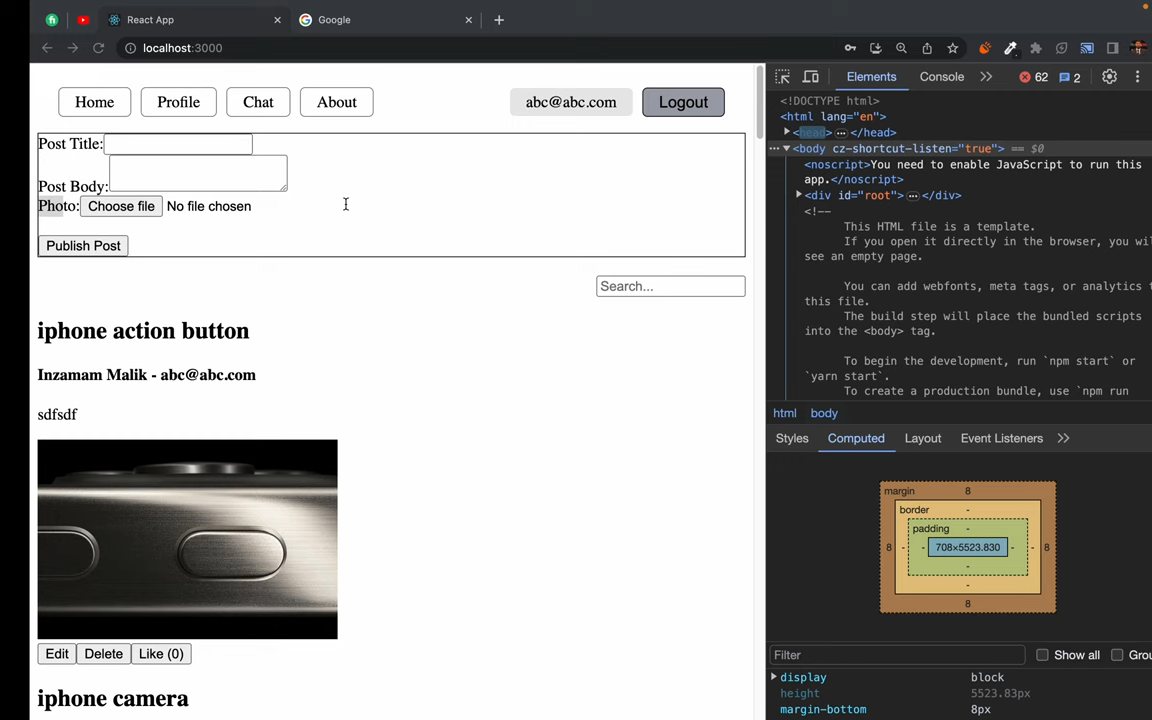 React App
Google
localhost:3000
Home
Profile
Chat
About
abc@abc.com
Logout
Post Title:
Post Body:
Photo: Choose file No file chosen
Publish Post
Search...
iphone action button
Inzamam Malik - abc@abc.com
sdfsdf
Edit
Delete
Like (0)
iphone camera
Elements
Console
62
2
<!DOCTYPE html>
<html lang="en">
<head> </head>
<body cz-shortcut-listen="true"> == $0
<noscript>You need to enable JavaScript to run this
app.</noscript>
<div id="root"> </div>
<!--
This HTML file is a template.
If you open it directly in the browser, you wil
see an empty page.
You can add webfonts, meta tags, or analytics t
this file.
The build step will place the bundled scripts
into the <body> tag.
To begin the development, run `npm start` or
`yarn start`.
To create a production bundle, use `npm run
html
body
Styles
Computed
Layout
Event Listeners
margin
8
border
-
padding
-
8 - - 708×5523.830 - - 8
-
-
8
Filter
Show all
Grou
display block
height 5523.83px
margin-bottom 8px